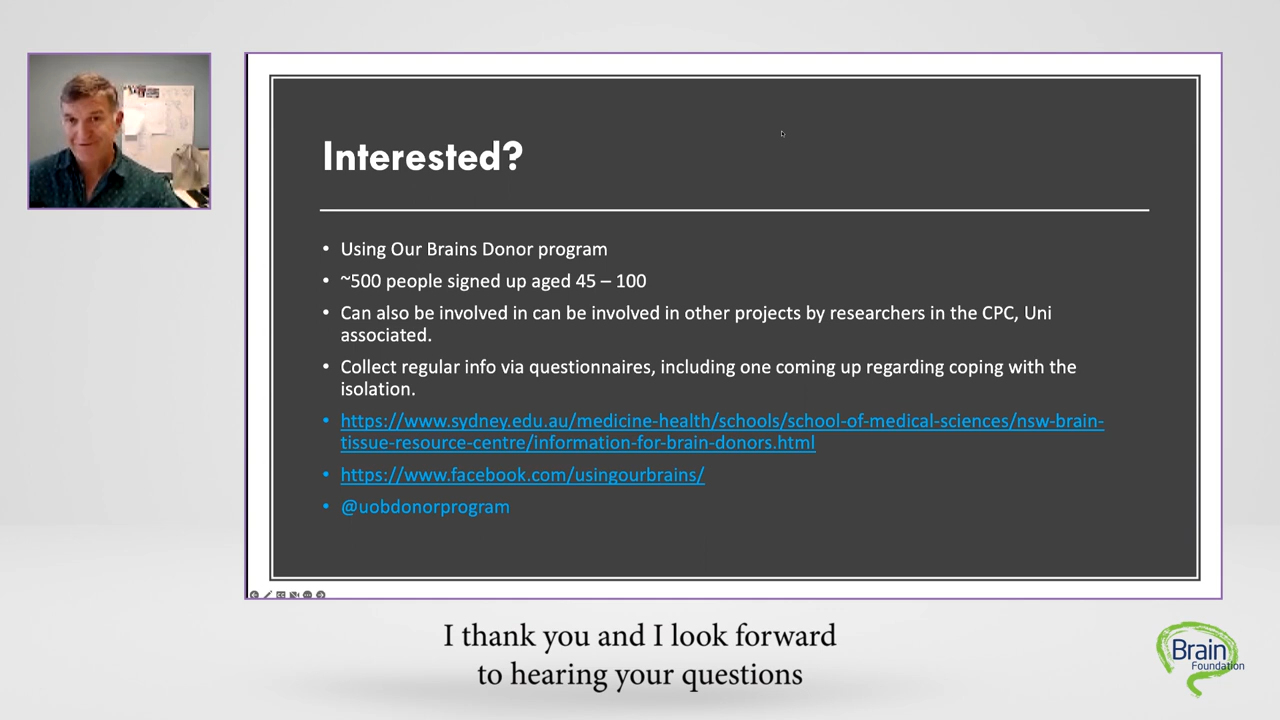 Interested?
• Using Our Brains Donor program
• ~500 people signed up aged 45 – 100
• Can also be involved in can be involved in other projects by researchers in the CPC, Uni
associated.
• Collect regular info via questionnaires, including one coming up regarding coping with the
isolation.
• https://www.sydney.edu.au/medicine-health/schools/school-of-medical-sciences/nsw-brain-
tissue-resource-centre/information-for-brain-donors.html
• https://www.facebook.com/usingourbrains/
• @uobdonorprogram
I thank you and I look forward
to hearing your questions
Brain
Foundation